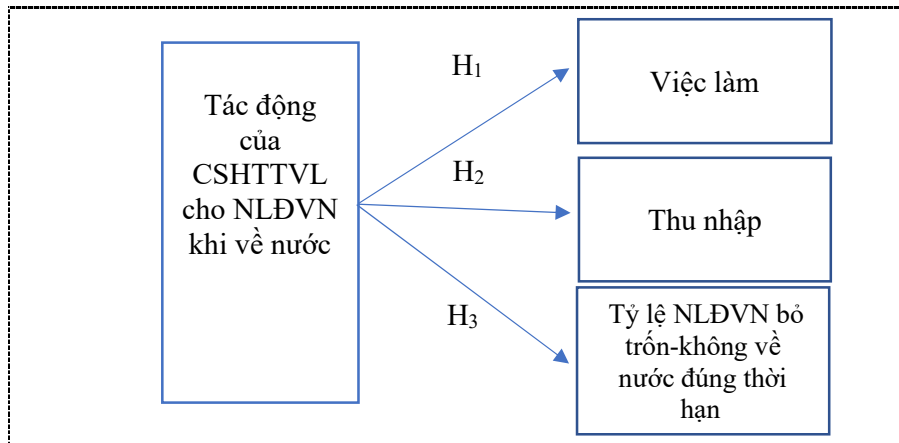 Tác động
của
CSHTTVL
cho NLĐVN
khi về nước
H₁
Việc làm
H₂
Thu nhập
H₃
Tỷ lệ NLĐVN bỏ
trốn-không về
nước đúng thời
hạn